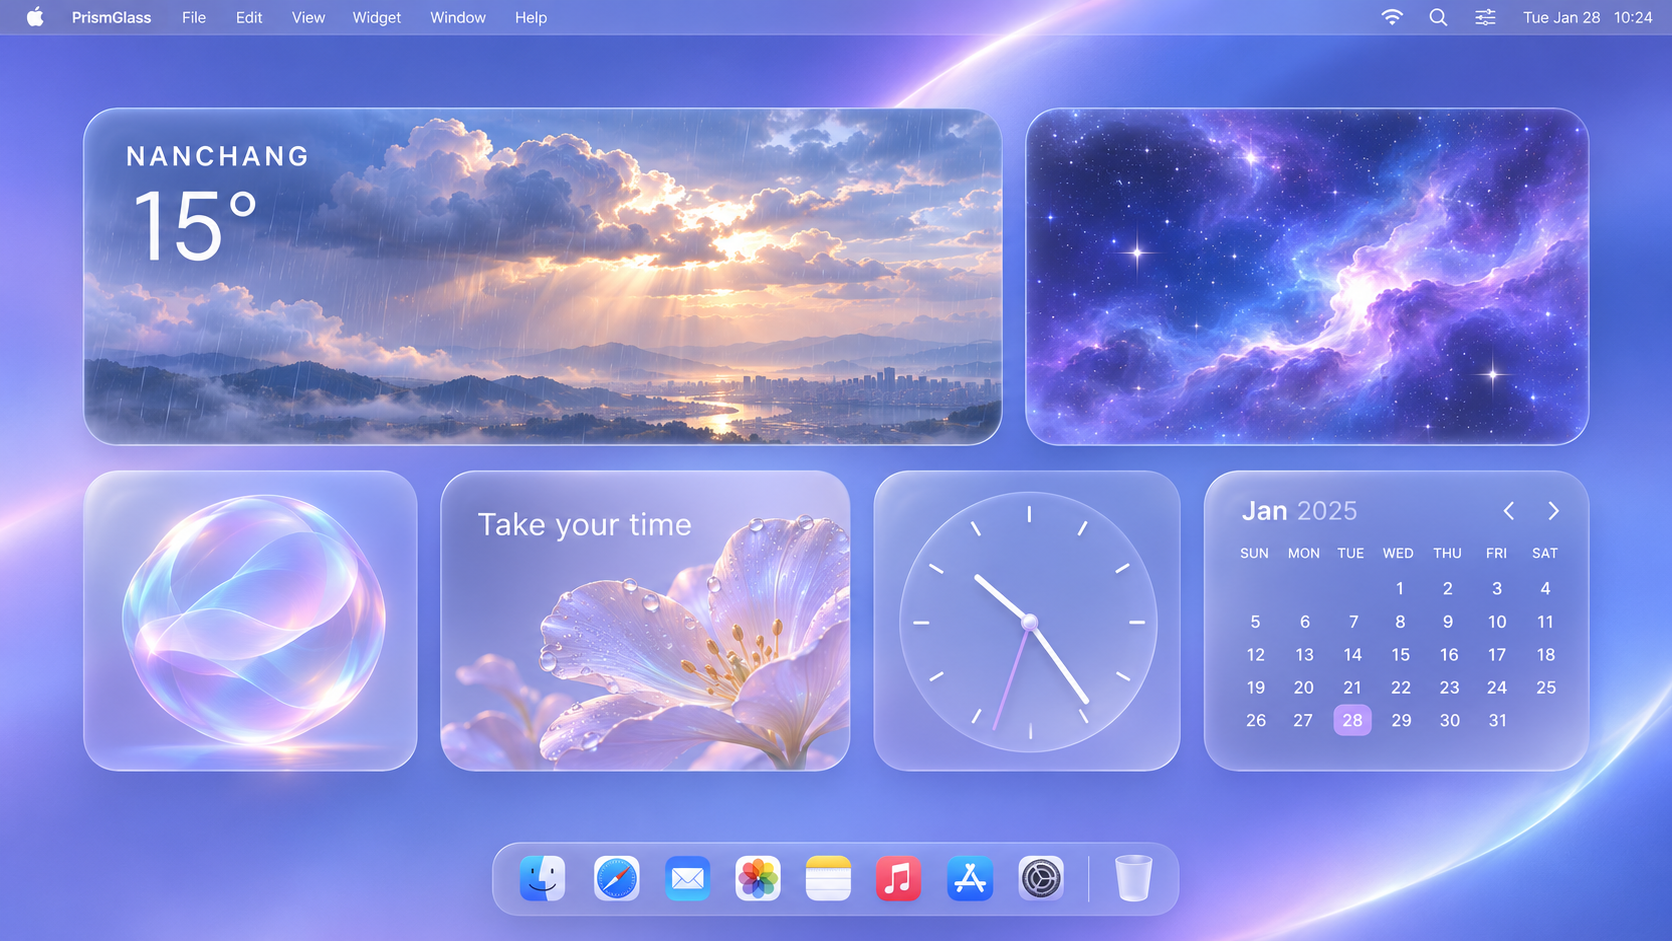 PrismGlass File Edit View Widget Window Help Tue Jan 28 10:24
NANCHANG
15°
Take your time
Jan 2025
SUN MON TUE WED THU FRI SAT
1 2 3 4
5 6 7 8 9 10 11
12 13 14 15 16 17 18
19 20 21 22 23 24 25
26 27 28 29 30 31